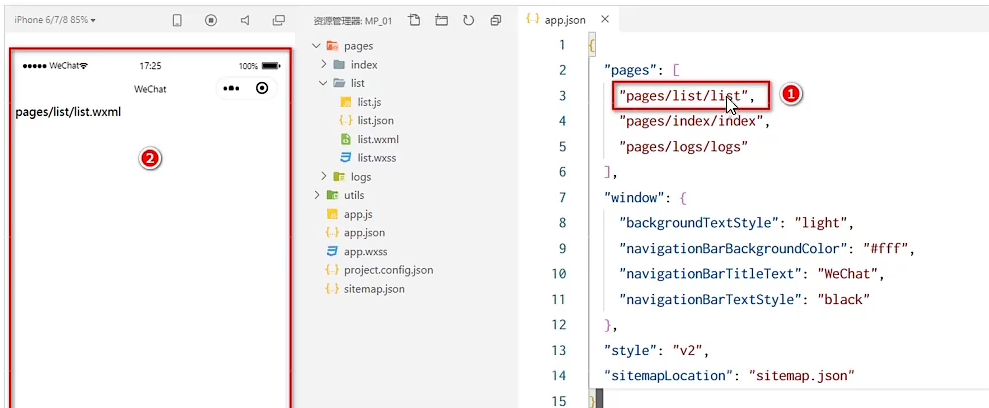 iPhone 6/7/8 85%
WeChat
17:25
100%
WeChat
pages/list/list.wxml
2
资源管理器: MP_01
pages
index
list
list.js
list.json
list.wxml
list.wxss
logs
utils
app.js
app.json
app.wxss
project.config.json
sitemap.json
app.json
1 {
2 "pages": [
3 "pages/list/list",
1
4 "pages/index/index",
5 "pages/logs/logs"
6 ],
7 "window": {
8 "backgroundTextStyle": "light",
9 "navigationBarBackgroundColor": "#fff",
10 "navigationBarTitleText": "WeChat",
11 "navigationBarTextStyle": "black"
12 },
13 "style": "v2",
14 "sitemapLocation": "sitemap.json"
15 }